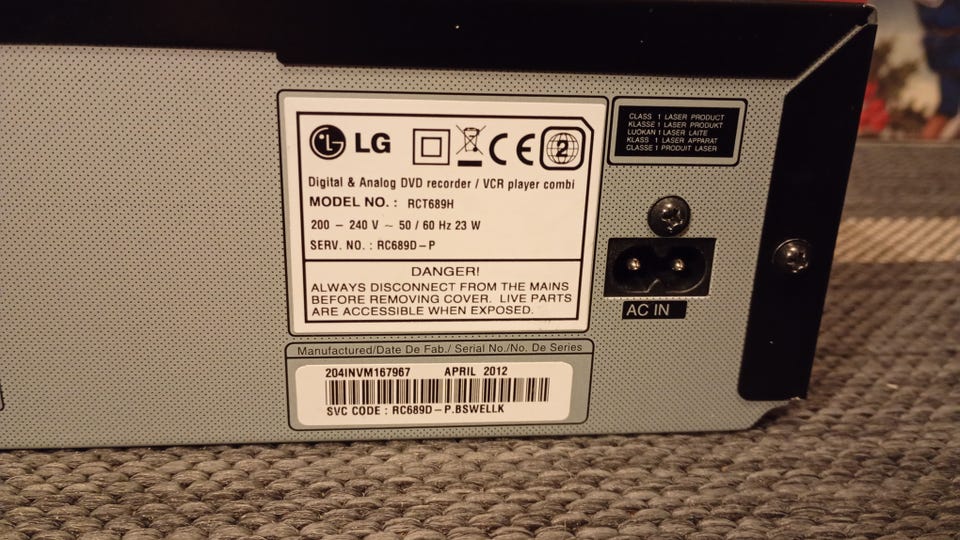 LG
2
Digital & Analog DVD recorder / VCR player combi
MODEL NO. : RCT689H
200 - 240 V ~ 50 / 60 Hz 23 W
SERV. NO. : RC689D-P
DANGER!
ALWAYS DISCONNECT FROM THE MAINS
BEFORE REMOVING COVER. LIVE PARTS
ARE ACCESSIBLE WHEN EXPOSED.
CLASS 1 LASER PRODUCT
KLASSE 1 LASER PRODUKT
LUOKAN 1 LASER LAITE
KLASS 1 LASER APPARAT
CLASSE 1 PRODUIT LASER
AC IN
Manufactured/Date De Fab./ Serial No./No. De Series
204INVM167967 APRIL 2012
SVC CODE : RC689D-P.BSWELLK